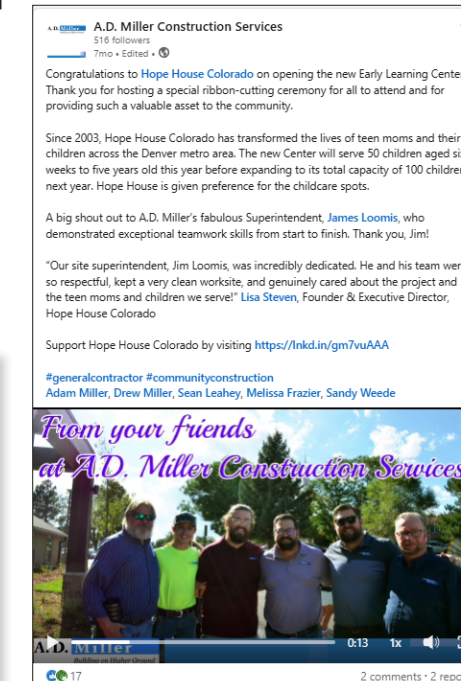 A.D. Miller
A.D. Miller Construction Services
516 followers
7mo • Edited •
Congratulations to Hope House Colorado on opening the new Early Learning Center
Thank you for hosting a special ribbon-cutting ceremony for all to attend and for
providing such a valuable asset to the community.
Since 2003, Hope House Colorado has transformed the lives of teen moms and their
children across the Denver metro area. The new Center will serve 50 children aged si
weeks to five years old this year before expanding to its total capacity of 100 children
next year. Hope House is given preference for the childcare spots.
A big shout out to A.D. Miller's fabulous Superintendent, James Loomis, who
demonstrated exceptional teamwork skills from start to finish. Thank you, Jim!
"Our site superintendent, Jim Loomis, was incredibly dedicated. He and his team wer
so respectful, kept a very clean worksite, and genuinely cared about the project and
the teen moms and children we serve!" Lisa Steven, Founder & Executive Director,
Hope House Colorado
Support Hope House Colorado by visiting https://lnkd.in/gm7vuAAA
#generalcontractor #communityconstruction
Adam Miller, Drew Miller, Sean Leahey, Melissa Frazier, Sandy Weede
From your friends
at A.D. Miller Construction Services
0:13 1x
A.D. Miller
Building on Higher Ground
17
2 comments • 2 repo